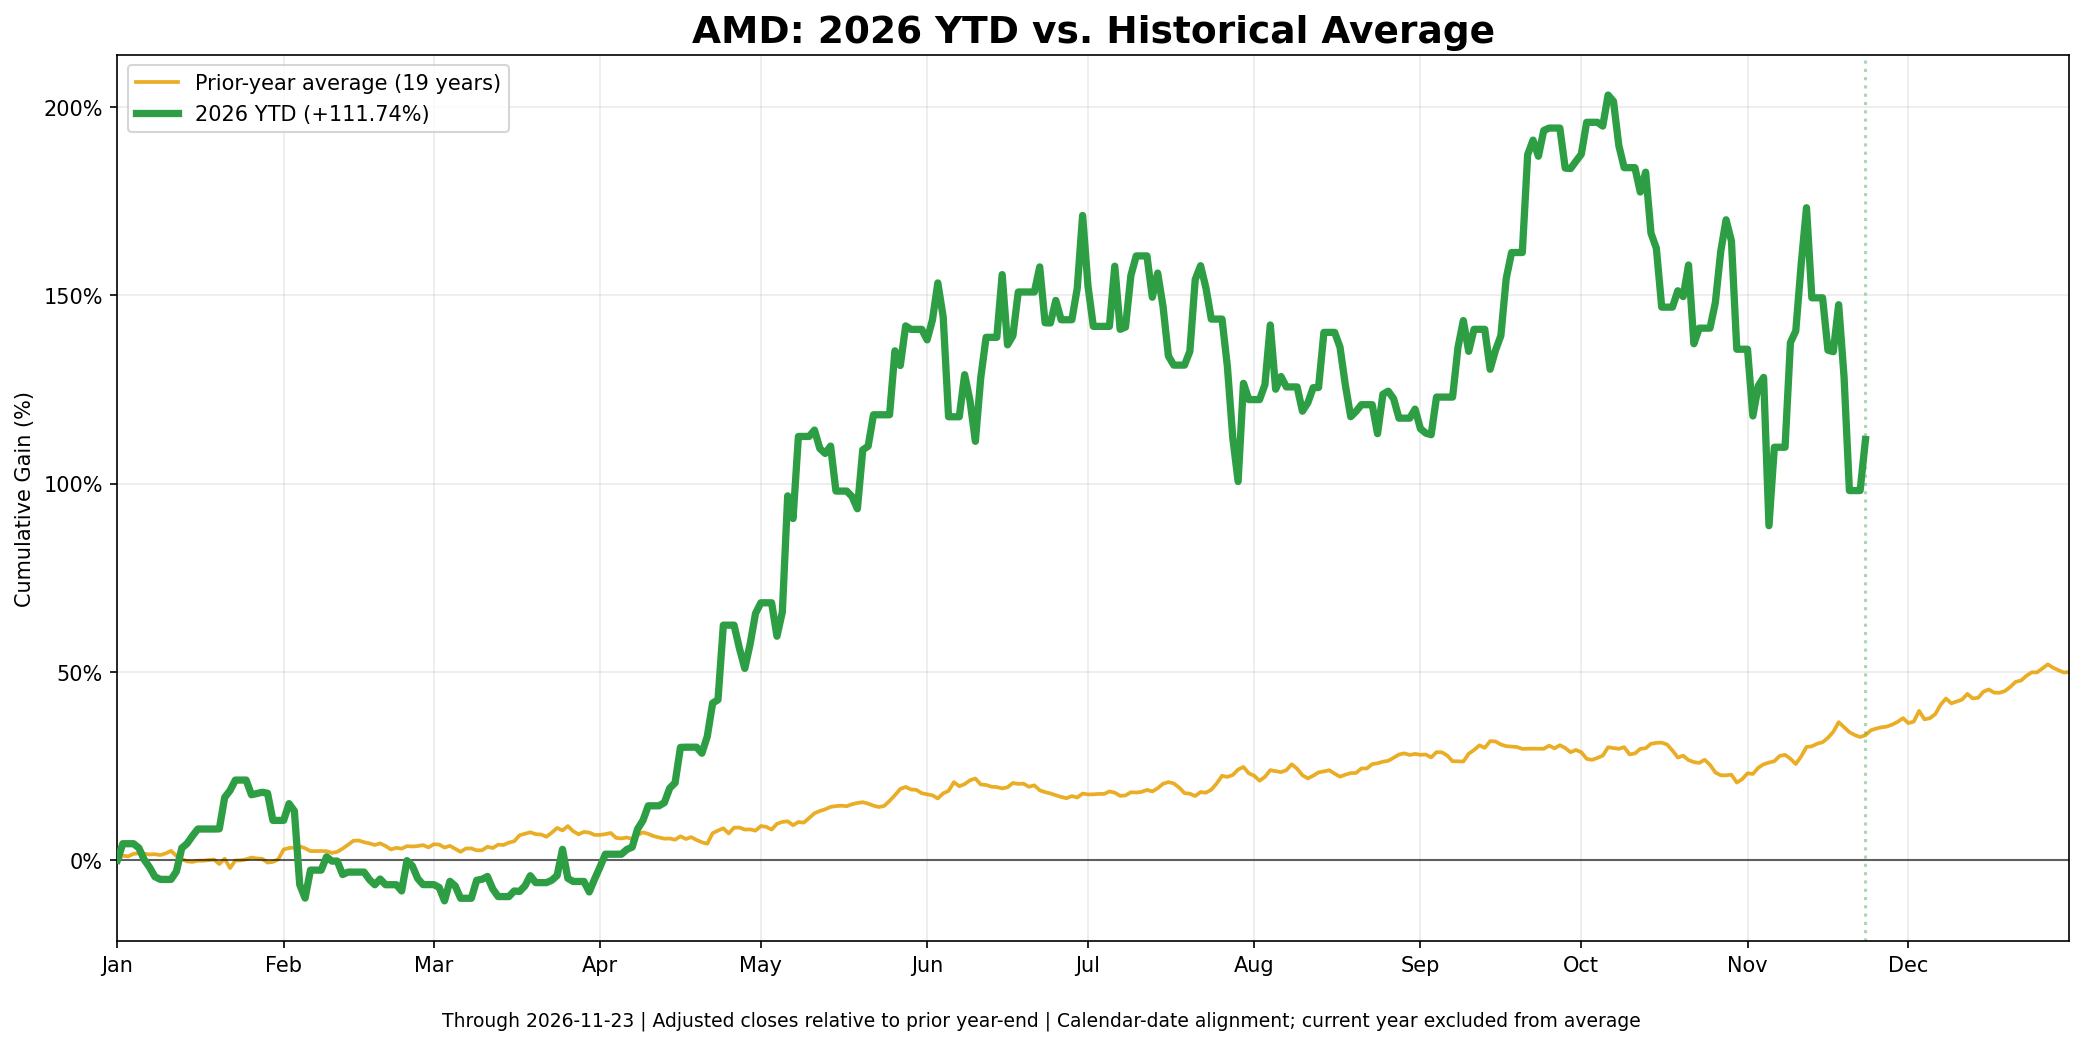 AMD: 2026 YTD vs. Historical Average
Prior-year average (19 years)
2026 YTD (+111.74%)
Cumulative Gain (%)
200%
150%
100%
50%
0%
Jan Feb Mar Apr May Jun Jul Aug Sep Oct Nov Dec
Through 2026-11-23 | Adjusted closes relative to prior year-end | Calendar-date alignment; current year excluded from average